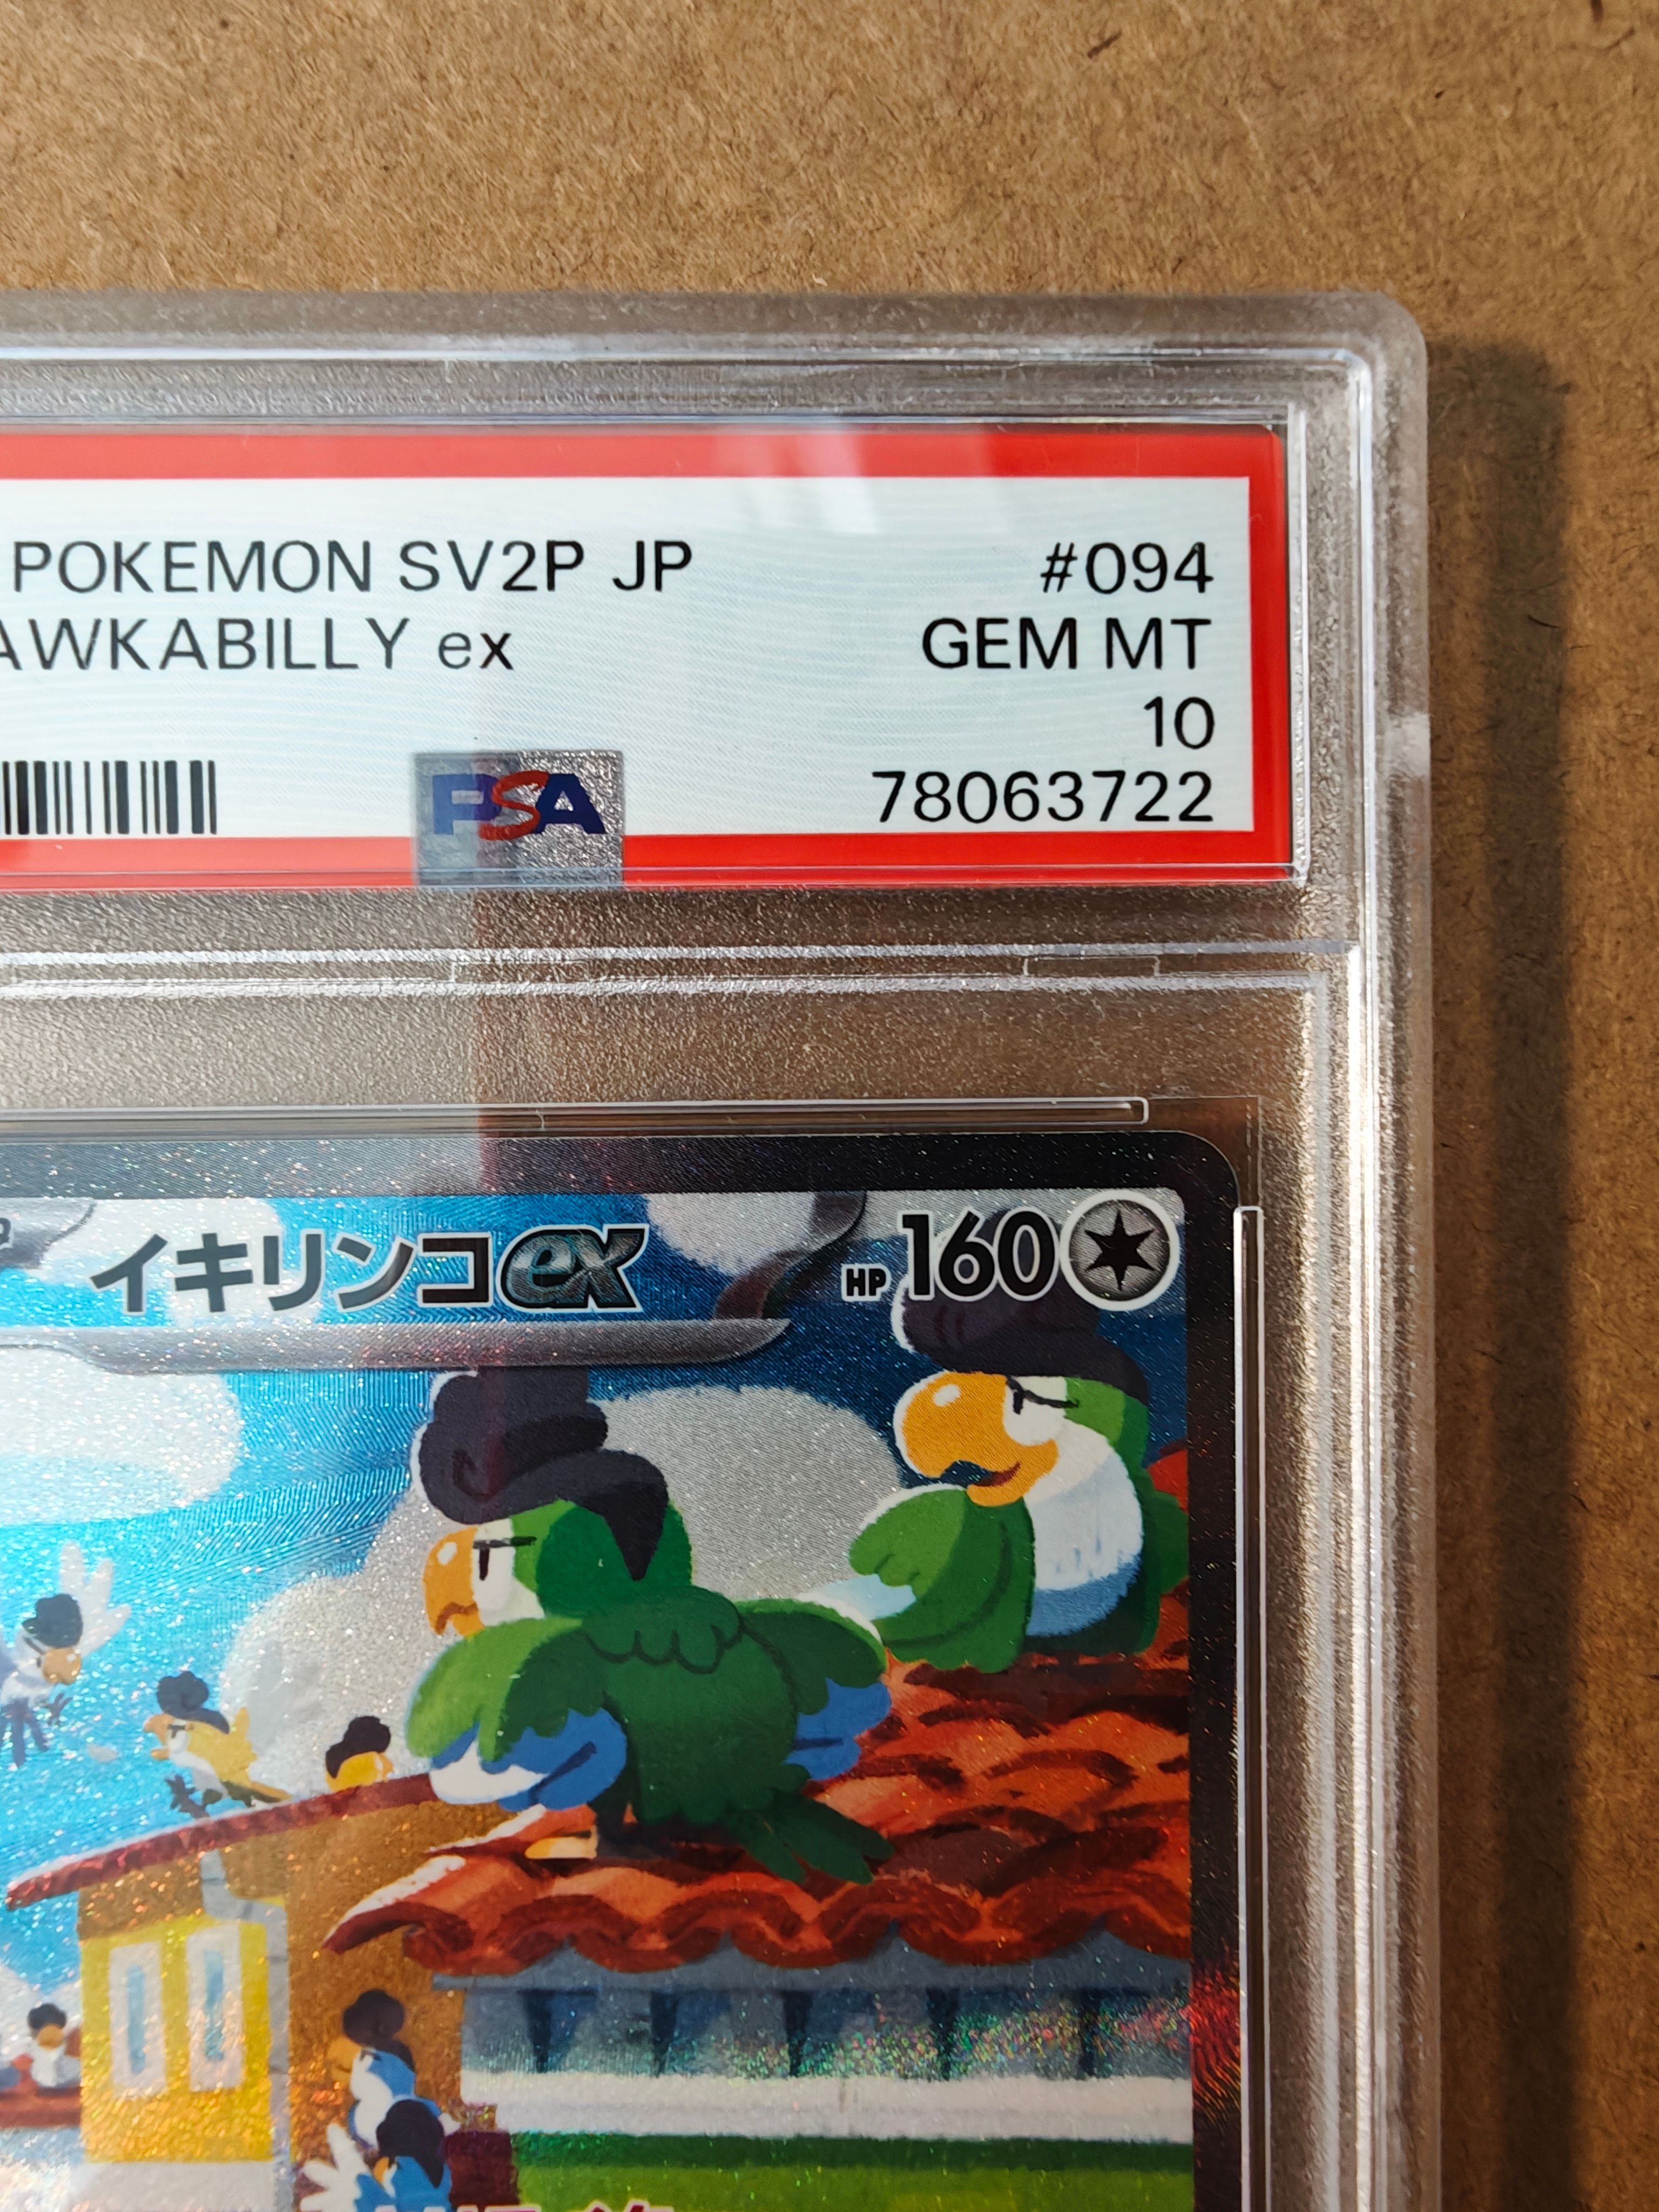 POKEMON SV2P JP #094
AWKABILLY ex GEM MT
10
PSA 78063722
イキリンコex HP160